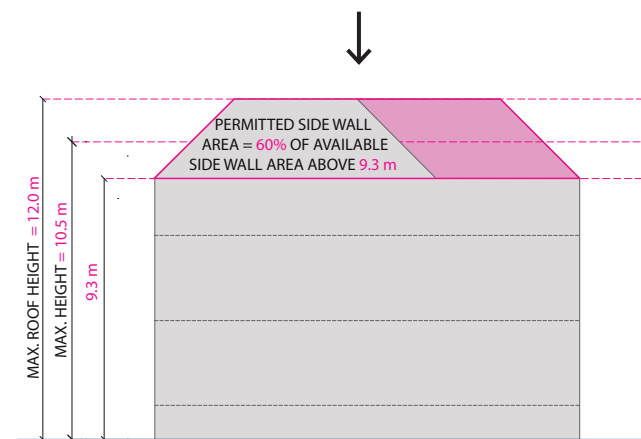 PERMITTED SIDE WALL
AREA = 60% OF AVAILABLE
SIDE WALL AREA ABOVE 9.3 m
MAX. ROOF HEIGHT = 12.0 m
MAX. HEIGHT = 10.5 m
9.3 m